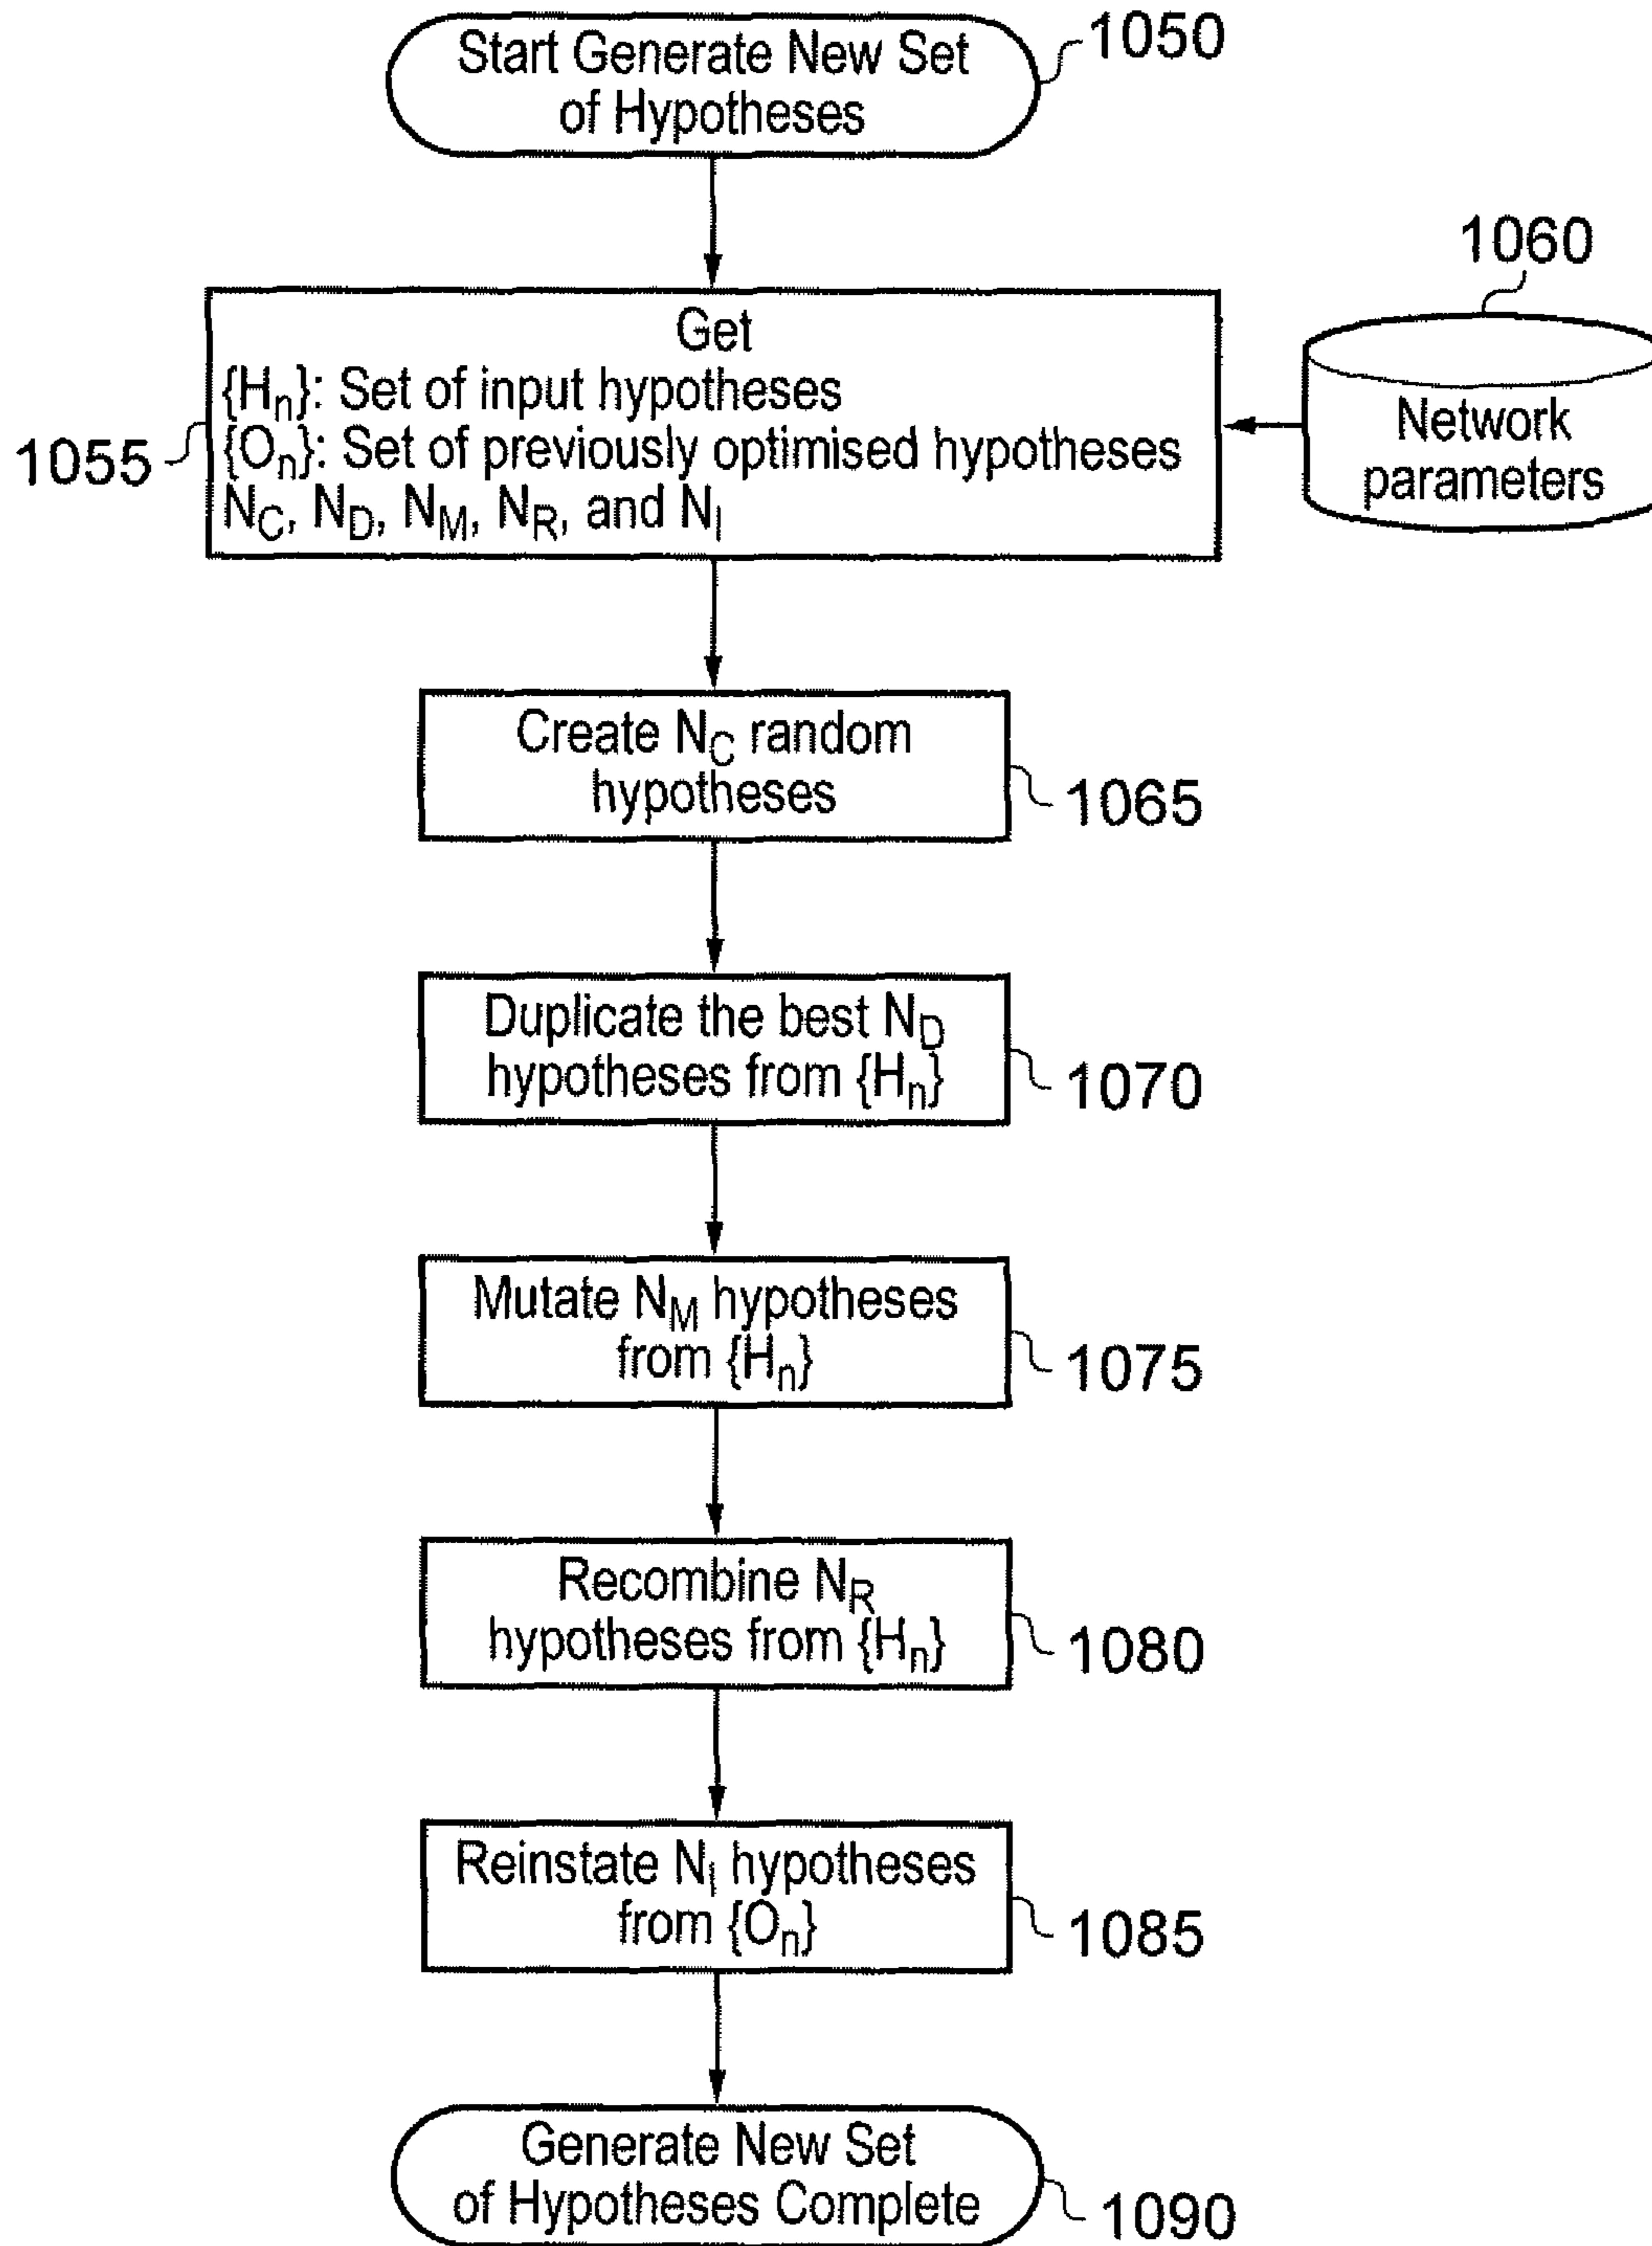 Start Generate New Set
of Hypotheses
1050
1060
Get
{Hn}: Set of input hypotheses
{On}: Set of previously optimised hypotheses
NC, ND, NM, NR, and NI
1055
Network
parameters
Create NC random
hypotheses
1065
Duplicate the best ND
hypotheses from {Hn}
1070
Mutate NM hypotheses
from {Hn}
1075
Recombine NR
hypotheses from {Hn}
1080
Reinstate NI hypotheses
from {On}
1085
Generate New Set
of Hypotheses Complete
1090